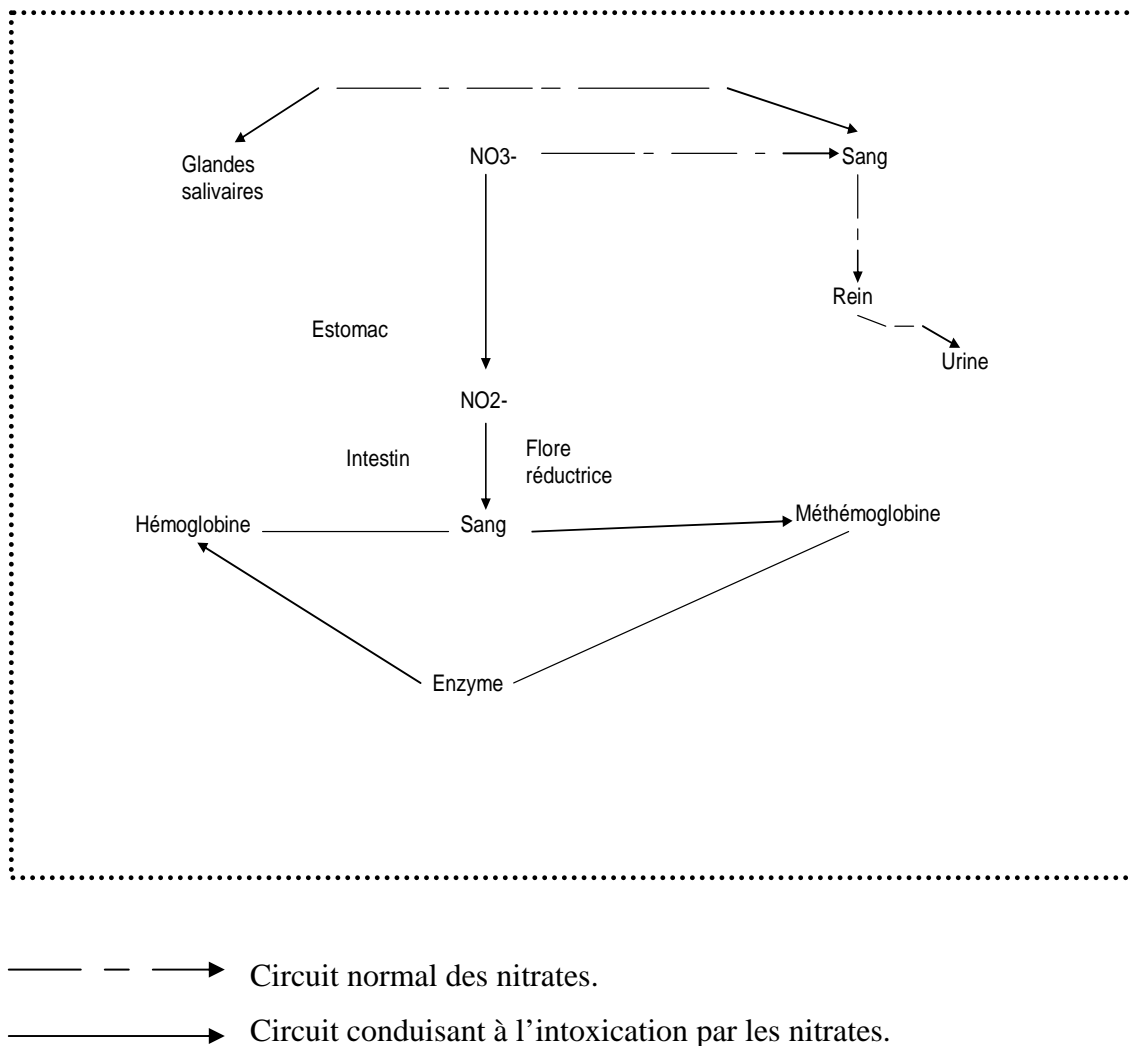 Glandes
salivaires
NO3-
Sang
Rein
Urine
Estomac
NO2-
Intestin
Flore
réductrice
Hémoglobine
Sang
Méthémoglobine
Enzyme
Circuit normal des nitrates.
Circuit conduisant à l’intoxication par les nitrates.